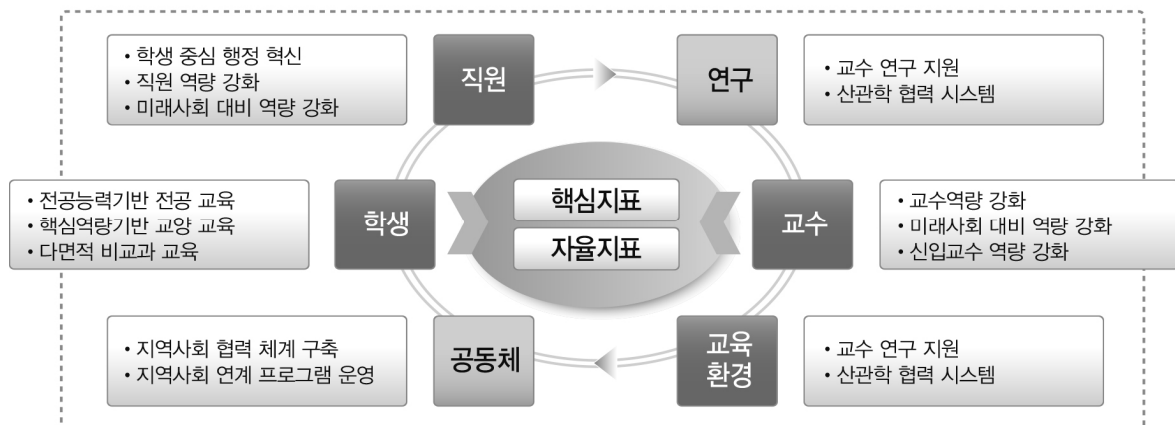 • 학생 중심 행정 혁신
• 직원 역량 강화
• 미래사회 대비 역량 강화
직원
연구
• 교수 연구 지원
• 산관학 협력 시스템
• 전공능력기반 전공 교육
• 핵심역량기반 교양 교육
• 다면적 비교과 교육
학생
핵심지표
자율지표
교수
• 교수역량 강화
• 미래사회 대비 역량 강화
• 신입교수 역량 강화
• 지역사회 협력 체계 구축
• 지역사회 연계 프로그램 운영
공동체
교육
환경
• 교수 연구 지원
• 산관학 협력 시스템